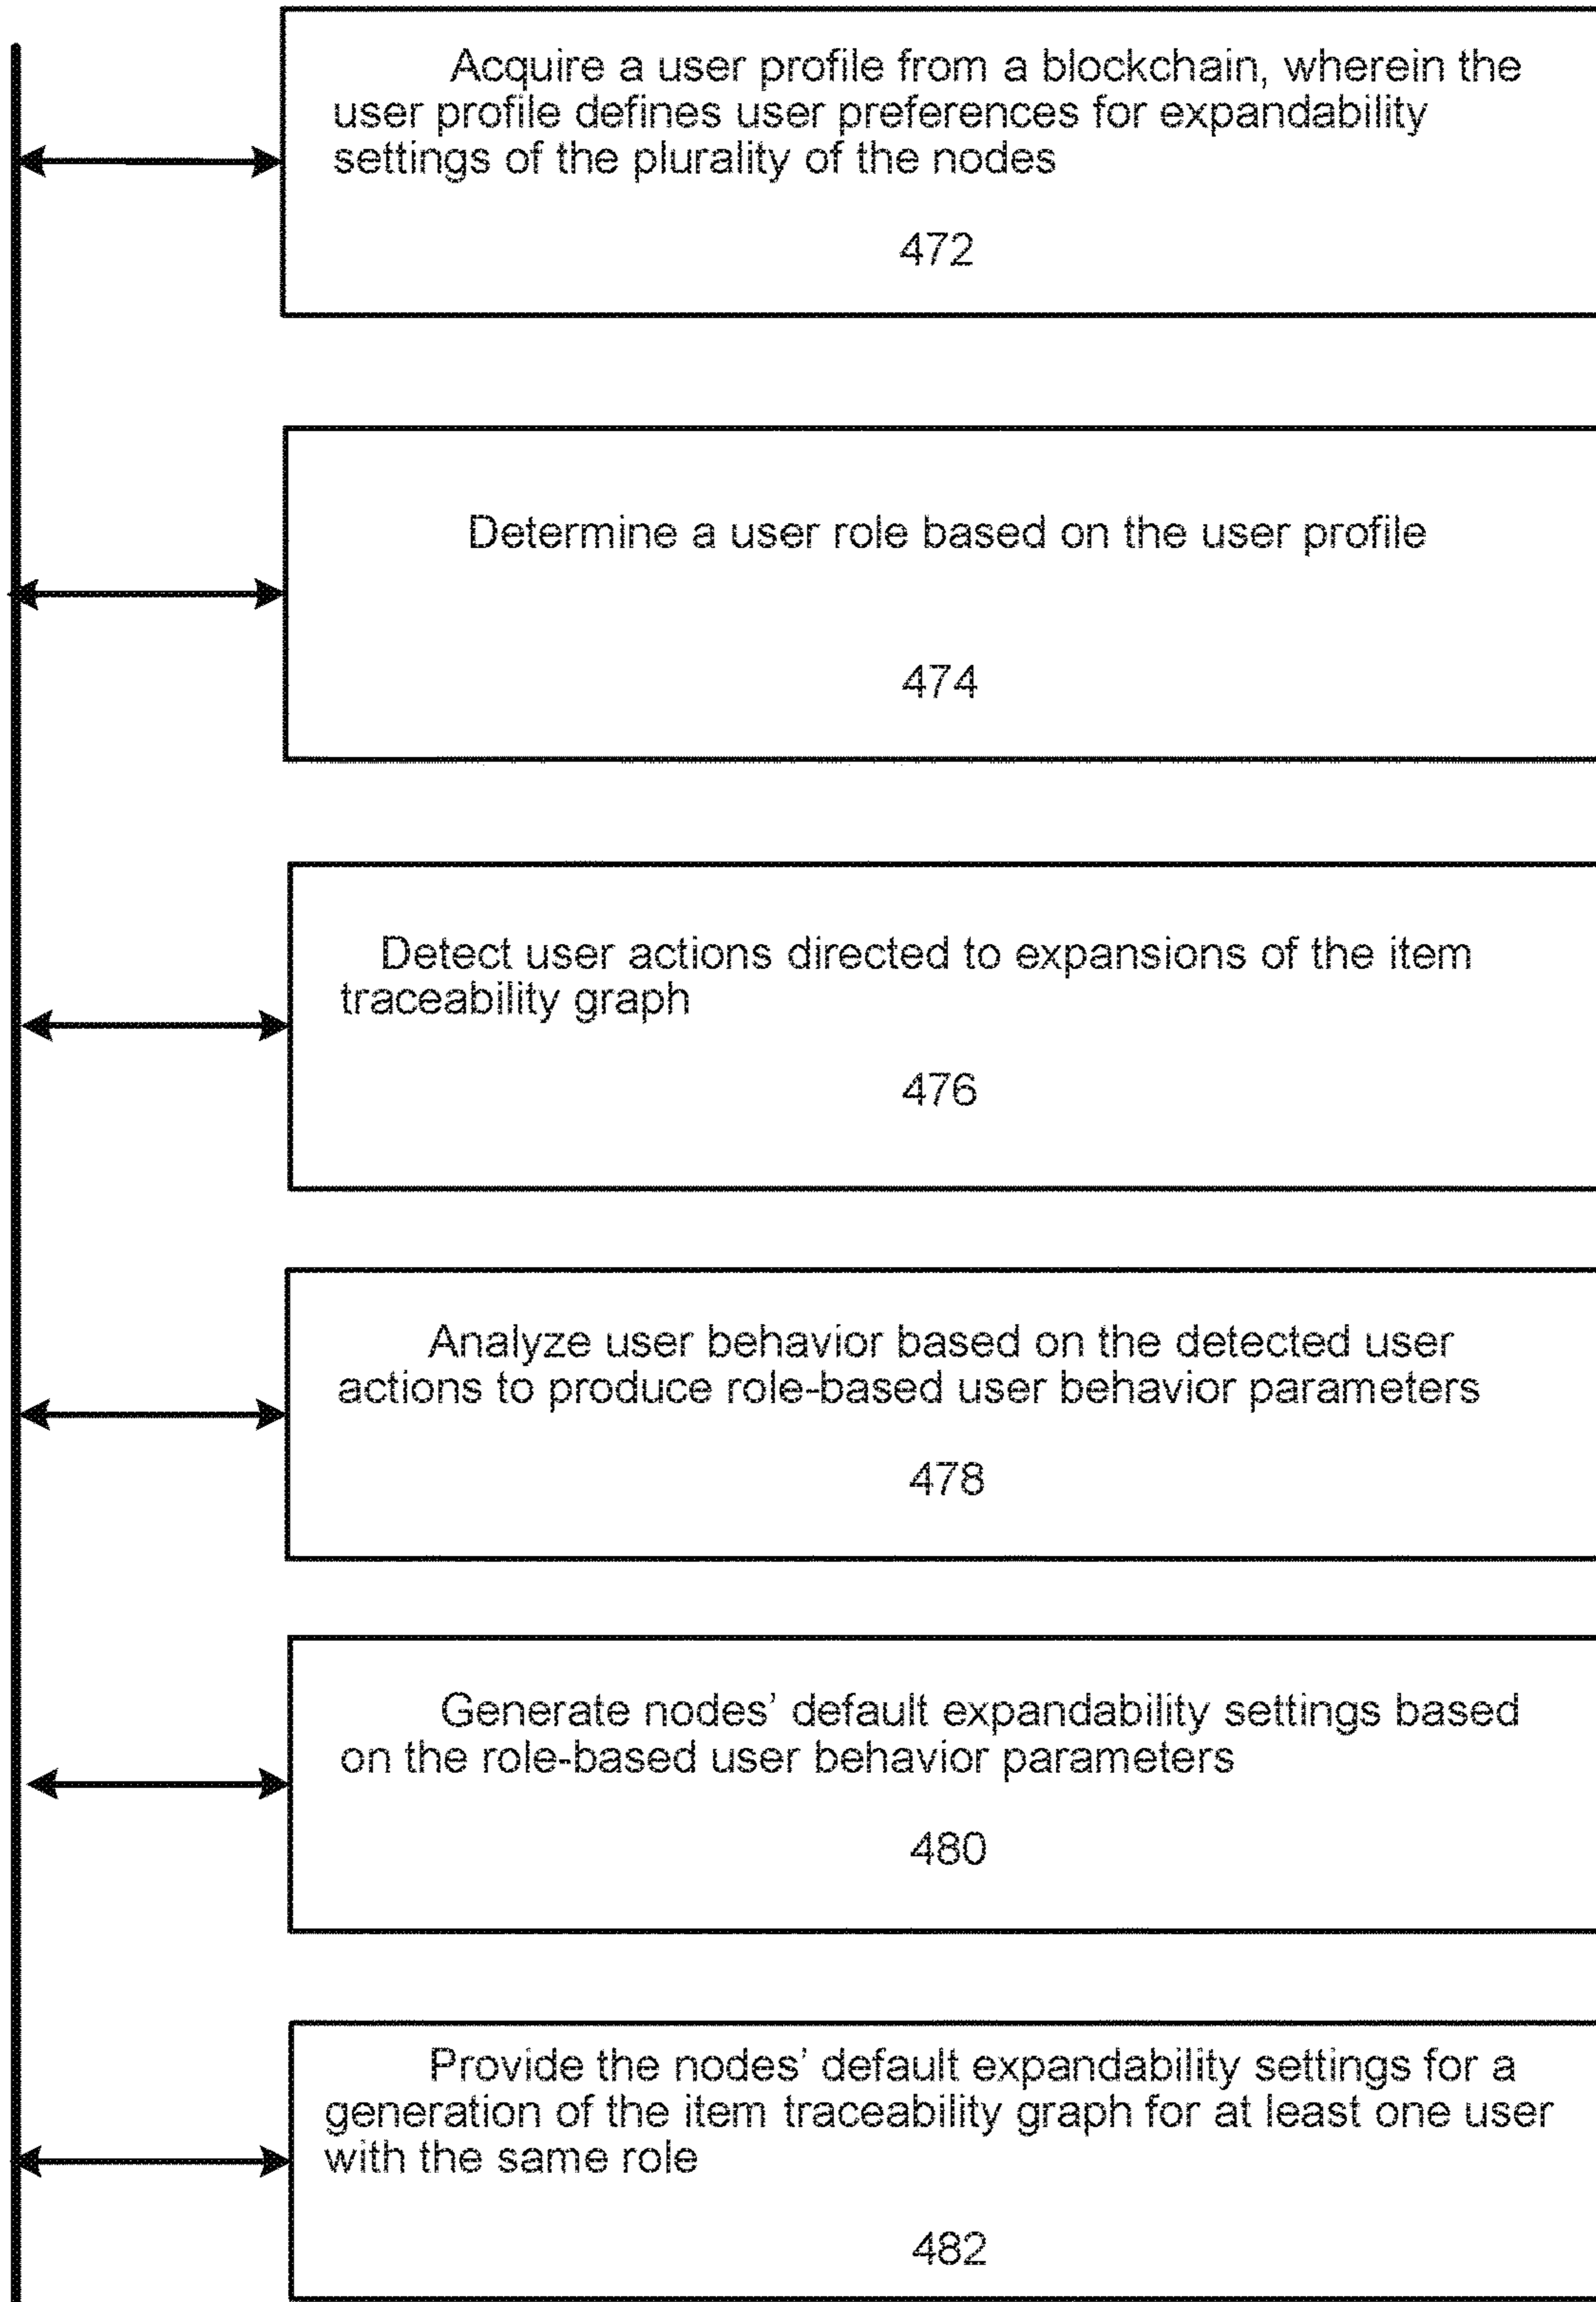 Acquire a user profile from a blockchain, wherein the
user profile defines user preferences for expandability
settings of the plurality of the nodes
472
Determine a user role based on the user profile
474
Detect user actions directed to expansions of the item
traceability graph
476
Analyze user behavior based on the detected user
actions to produce role-based user behavior parameters
478
Generate nodes’ default expandability settings based
on the role-based user behavior parameters
480
Provide the nodes’ default expandability settings for a
generation of the item traceability graph for at least one user
with the same role
482